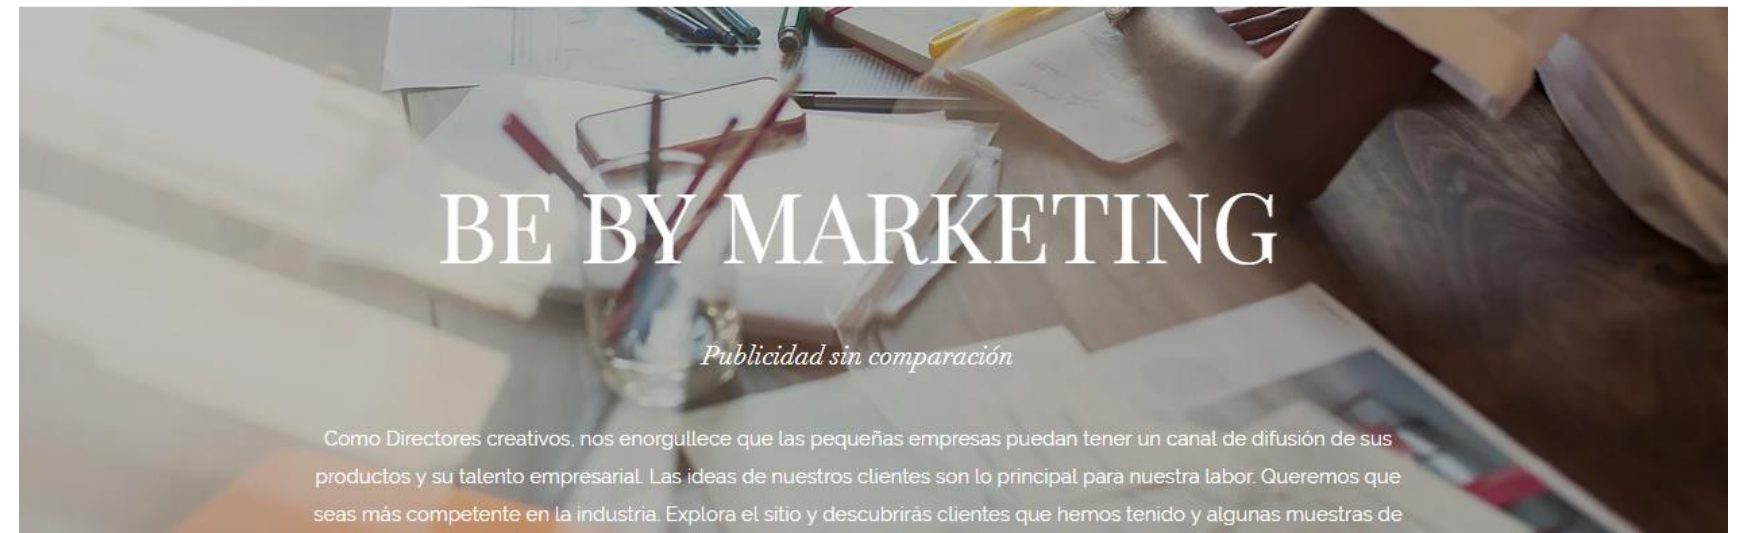 BE BY MARKETING
Publicidad sin comparación
Como Directores creativos, nos enorgullece que las pequeñas empresas puedan tener un canal de difusión de sus
productos y su talento empresarial. Las ideas de nuestros clientes son lo principal para nuestra labor. Queremos que
seas más competente en la industria. Explora el sitio y descubrirás clientes que hemos tenido y algunas muestras de